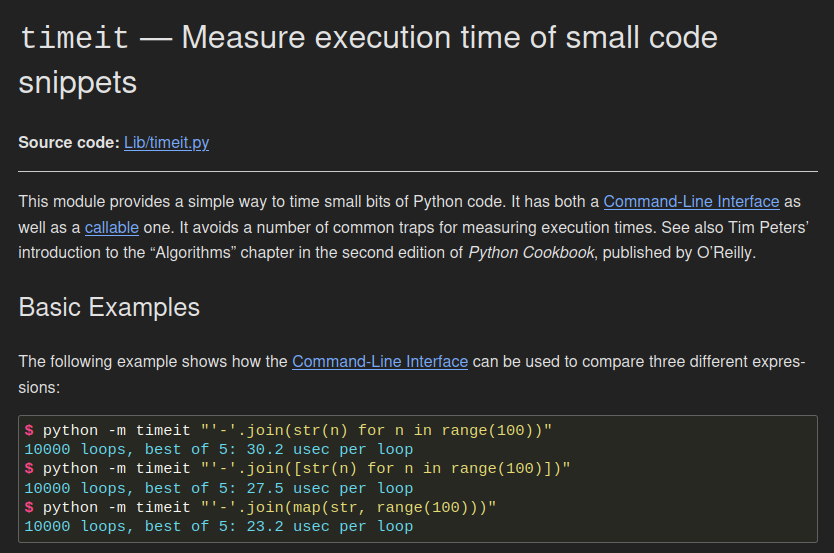 timeit — Measure execution time of small code
snippets
Source code: Lib/timeit.py
This module provides a simple way to time small bits of Python code. It has both a Command-Line Interface as
well as a callable one. It avoids a number of common traps for measuring execution times. See also Tim Peters’
introduction to the “Algorithms” chapter in the second edition of Python Cookbook, published by O’Reilly.
Basic Examples
The following example shows how the Command-Line Interface can be used to compare three different expres-
sions:
$ python -m timeit "'-'.join(str(n) for n in range(100))"
10000 loops, best of 5: 30.2 usec per loop
$ python -m timeit "'-'.join([str(n) for n in range(100)])"
10000 loops, best of 5: 27.5 usec per loop
$ python -m timeit "'-'.join(map(str, range(100)))"
10000 loops, best of 5: 23.2 usec per loop